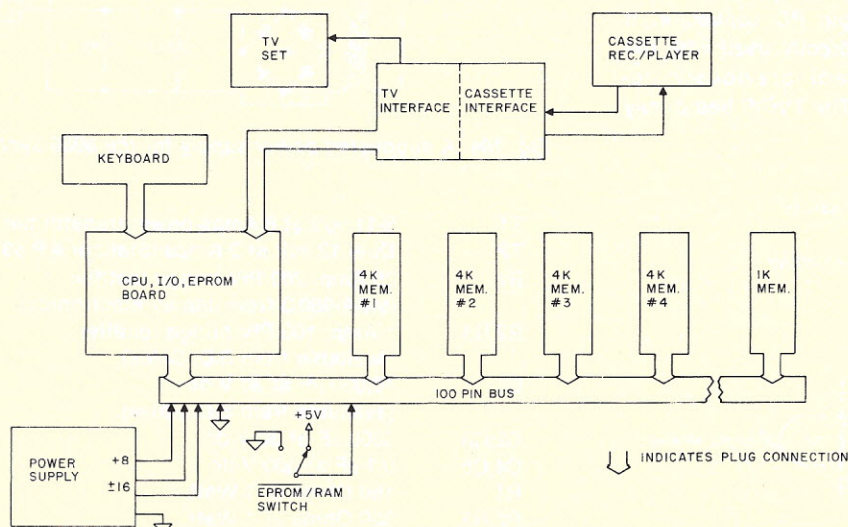 TV
SET
CASSETTE
REC./PLAYER
TV
INTERFACE
CASSETTE
INTERFACE
KEYBOARD
CPU, I/O, EPROM
BOARD
4K
MEM.
#1
4K
MEM.
#2
4K
MEM.
#3
4K
MEM.
#4
1K
MEM.
100 PIN BUS
+5V
POWER
SUPPLY
+8
±16
EPROM/RAM
SWITCH
INDICATES PLUG CONNECTION